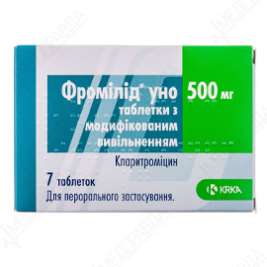 Фромілід® уно 500 мг
таблетки з
модифікованим
вивільненням
Кларитроміцин
7 таблеток
Для перорального застосування.
KRKA